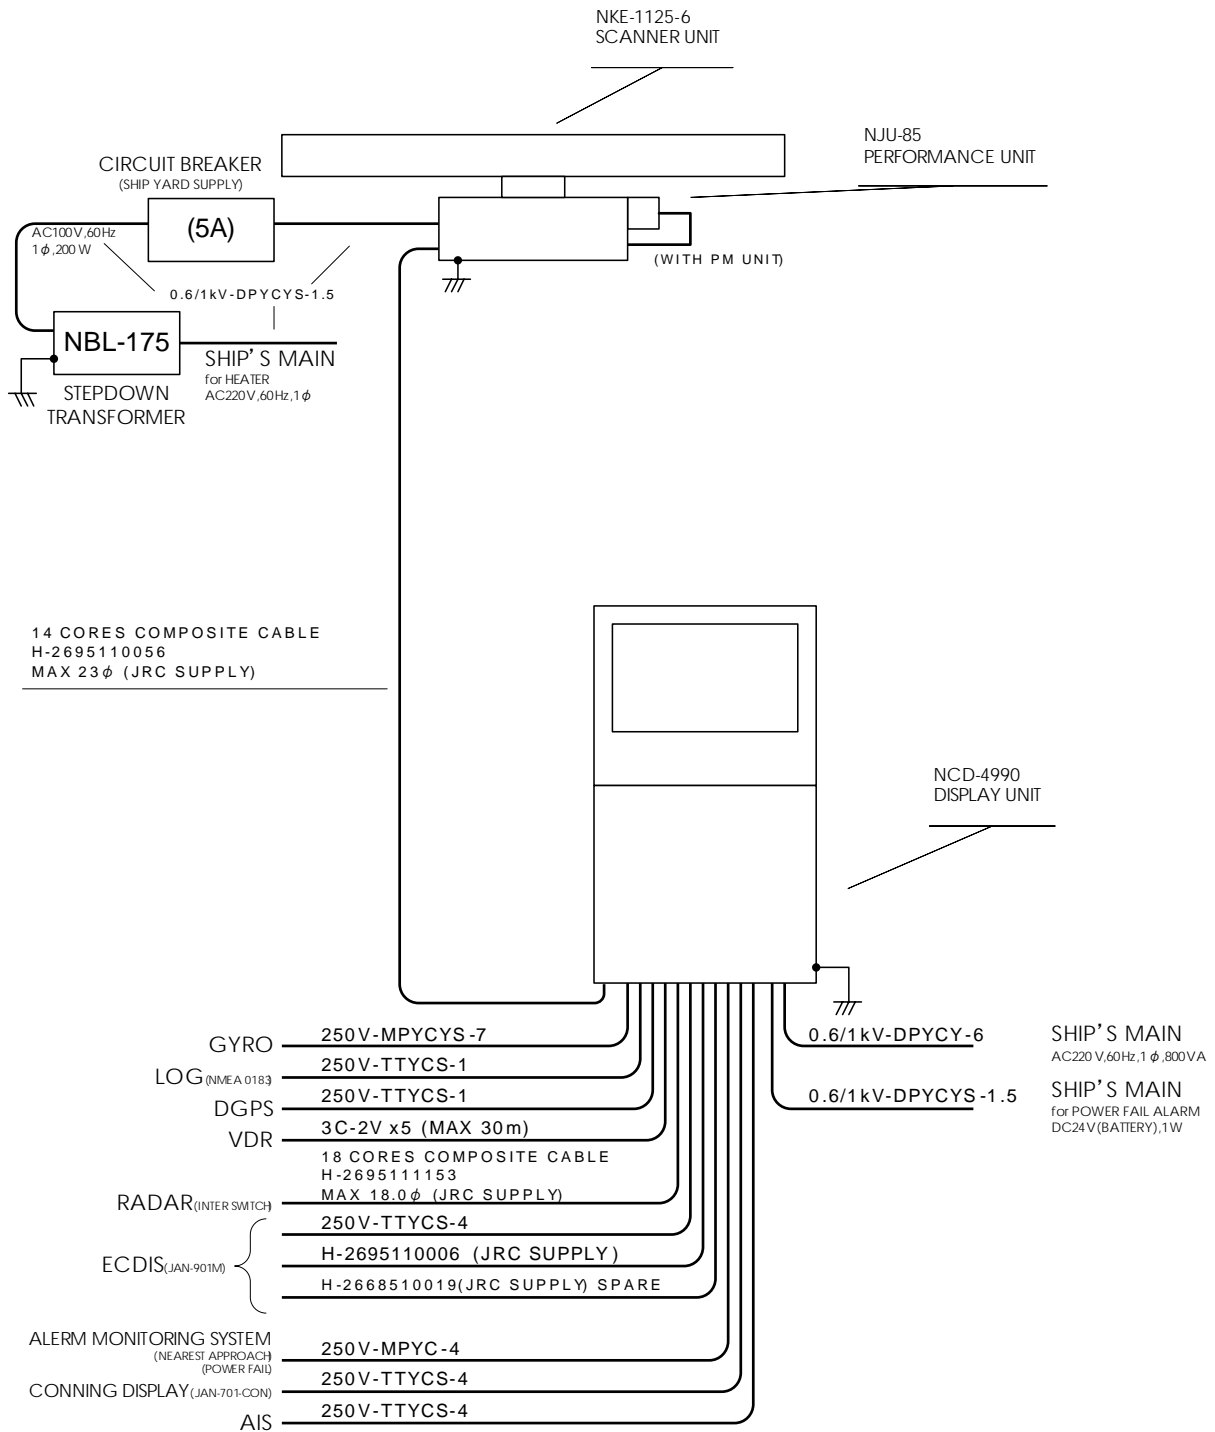 NKE-1125-6
SCANNER UNIT
NJU-85
PERFORMANCE UNIT
CIRCUIT BREAKER
(SHIP YARD SUPPLY)
(5A)
AC100V,60Hz
1φ,200W
(WITH PM UNIT)
0.6/1kV-DPYCYS-1.5
NBL-175
SHIP'S MAIN
for HEATER
AC220V,60Hz,1φ
STEPDOWN
TRANSFORMER
14 CORES COMPOSITE CABLE
H-2695110056
MAX 23φ (JRC SUPPLY)
NCD-4990
DISPLAY UNIT
GYRO 250V-MPYCYS-7
LOG(NMEA 0183) 250V-TTYCS-1
DGPS 250V-TTYCS-1
VDR 3C-2V x5 (MAX 30m)
18 CORES COMPOSITE CABLE
H-2695111153
RADAR(INTER SWITCH) MAX 18.0φ (JRC SUPPLY)
250V-TTYCS-4
ECDIS(JAN-901M) H-2695110006 (JRC SUPPLY)
H-2668510019(JRC SUPPLY) SPARE
ALERM MONITORING SYSTEM
(NEAREST APPROACH)
(POWER FAIL)
250V-MPYC-4
CONNING DISPLAY(JAN-701-CON) 250V-TTYCS-4
AIS 250V-TTYCS-4
0.6/1kV-DPYCY-6
SHIP'S MAIN
AC220V,60Hz,1φ,800VA
0.6/1kV-DPYCYS-1.5
SHIP'S MAIN
for POWER FAIL ALARM
DC24V(BATTERY),1W